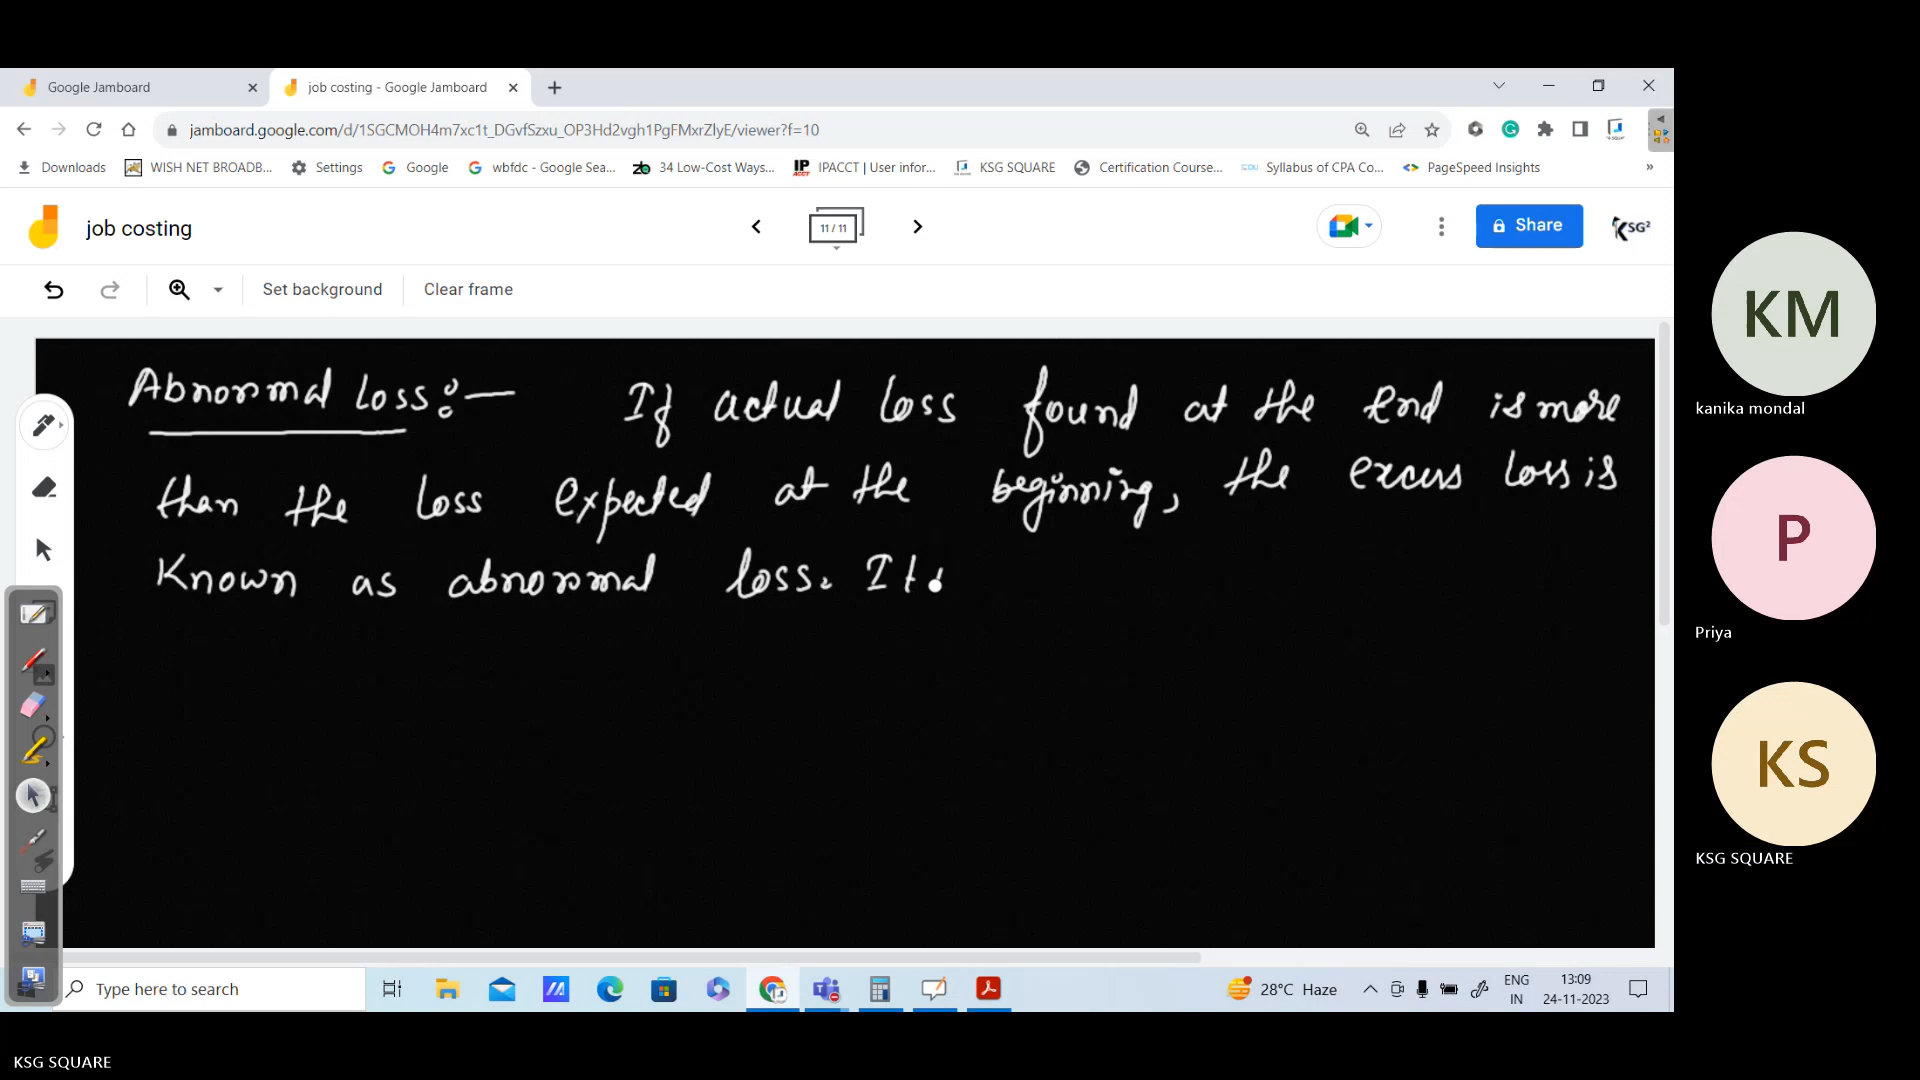 Google Jamboard
job costing - Google Jamboard
jamboard.google.com/d/1SGCMOH4m7xc1t_DGvfSzxu_OP3Hd2vgh1PgFMxrZlyE/viewer?f=10
Downloads WISH NET BROADB... Settings Google wbfdc - Google Sea... 34 Low-Cost Ways... IPACCT | User infor... KSG SQUARE Certification Course... Syllabus of CPA Co... PageSpeed Insights »
job costing
11 / 11
Share
KSG²
Set background
Clear frame
Abnormal loss:— If actual loss found at the end is more
than the loss expected at the beginning, the excess loss is
Known as abnormal loss. It
KM
kanika mondal
P
Priya
KS
KSG SQUARE
Type here to search
28°C Haze
ENG
IN
13:09
24-11-2023
KSG SQUARE